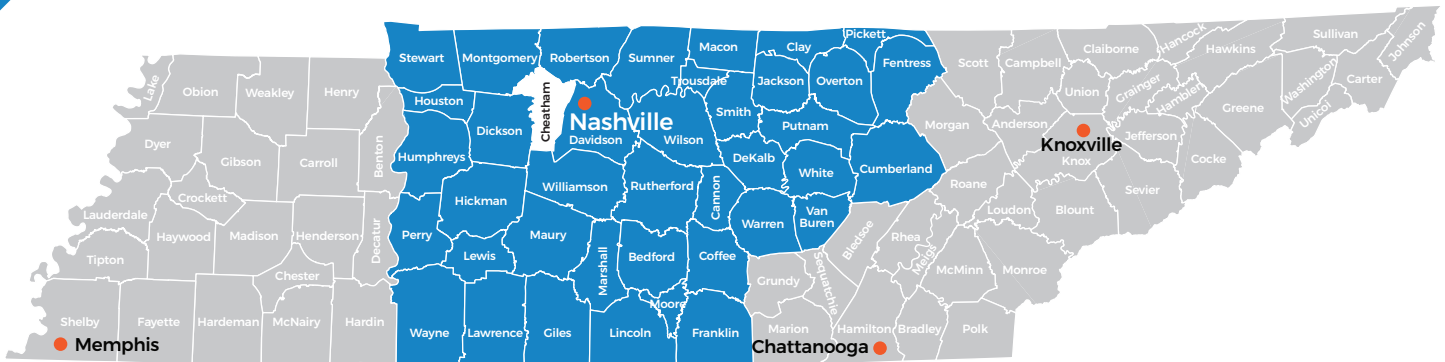 Stewart
Montgomery
Robertson
Sumner
Macon
Clay
Pickett
Fentress
Scott
Campbell
Claiborne
Hancock
Hawkins
Sullivan
Johnson
Lake
Obion
Weakley
Henry
Houston
Cheatham
Trousdale
Jackson
Overton
Union
Grainger
Hamblen
Washington
Carter
Unicoi
Greene
Dickson
Nashville
Davidson
Wilson
Smith
Putnam
Morgan
Anderson
Knoxville
Knox
Jefferson
Cocke
Dyer
Gibson
Carroll
Benton
Humphreys
DeKalb
White
Cumberland
Roane
Loudon
Blount
Sevier
Crockett
Lauderdale
Haywood
Madison
Henderson
Decatur
Perry
Hickman
Williamson
Rutherford
Cannon
Warren
Van
Buren
Bledsoe
Rhea
Meigs
McMinn
Monroe
Tipton
Chester
Lewis
Maury
Marshall
Bedford
Coffee
Grundy
Sequatchie
Moore
Shelby
Fayette
Hardeman
McNairy
Hardin
Wayne
Lawrence
Giles
Lincoln
Franklin
Marion
Hamilton
Bradley
Polk
Memphis
Chattanooga